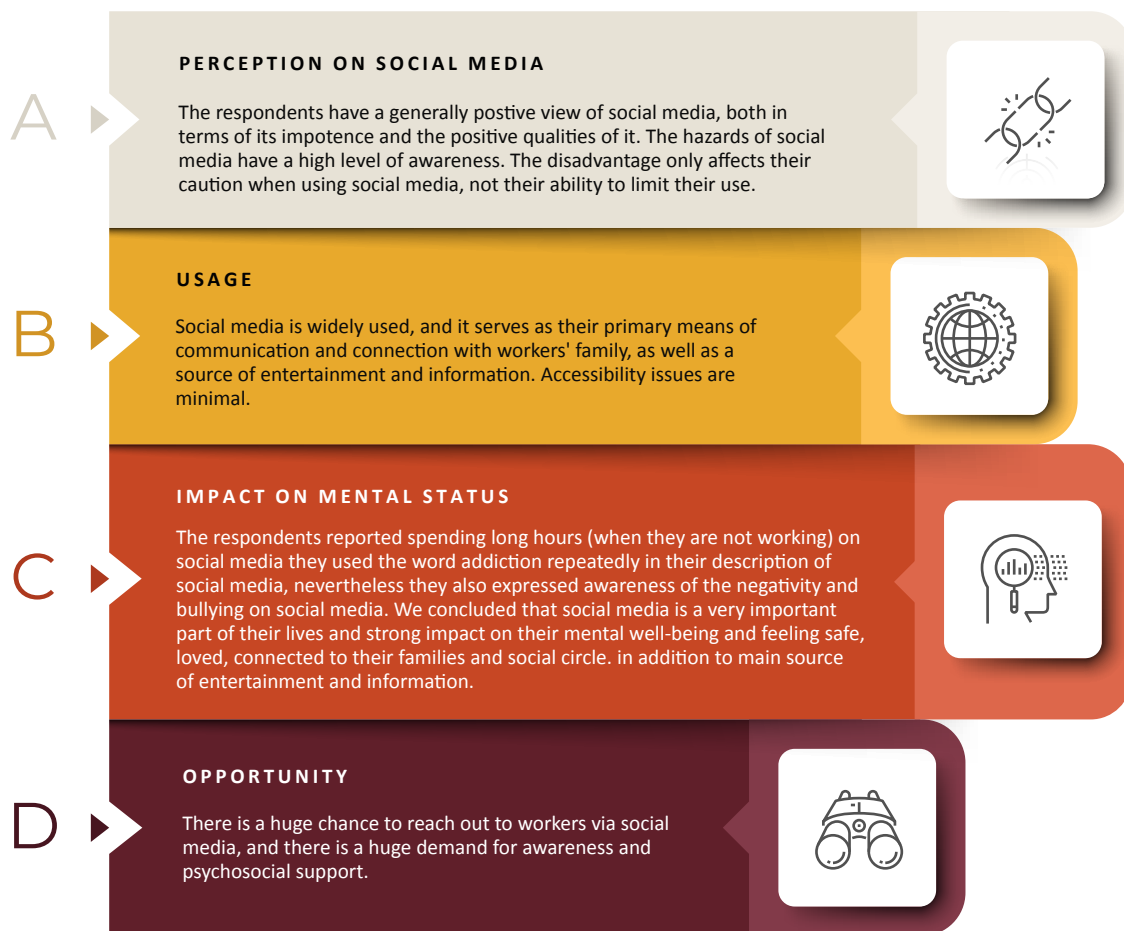 A
PERCEPTION ON SOCIAL MEDIA
The respondents have a generally postive view of social media, both in
terms of its impotence and the positive qualities of it. The hazards of social
media have a high level of awareness. The disadvantage only affects their
caution when using social media, not their ability to limit their use.
B
USAGE
Social media is widely used, and it serves as their primary means of
communication and connection with workers' family, as well as a
source of entertainment and information. Accessibility issues are
minimal.
C
IMPACT ON MENTAL STATUS
The respondents reported spending long hours (when they are not working) on
social media they used the word addiction repeatedly in their description of
social media, nevertheless they also expressed awareness of the negativity and
bullying on social media. We concluded that social media is a very important
part of their lives and strong impact on their mental well-being and feeling safe,
loved, connected to their families and social circle. in addition to main source
of entertainment and information.
D
OPPORTUNITY
There is a huge chance to reach out to workers via social
media, and there is a huge demand for awareness and
psychosocial support.